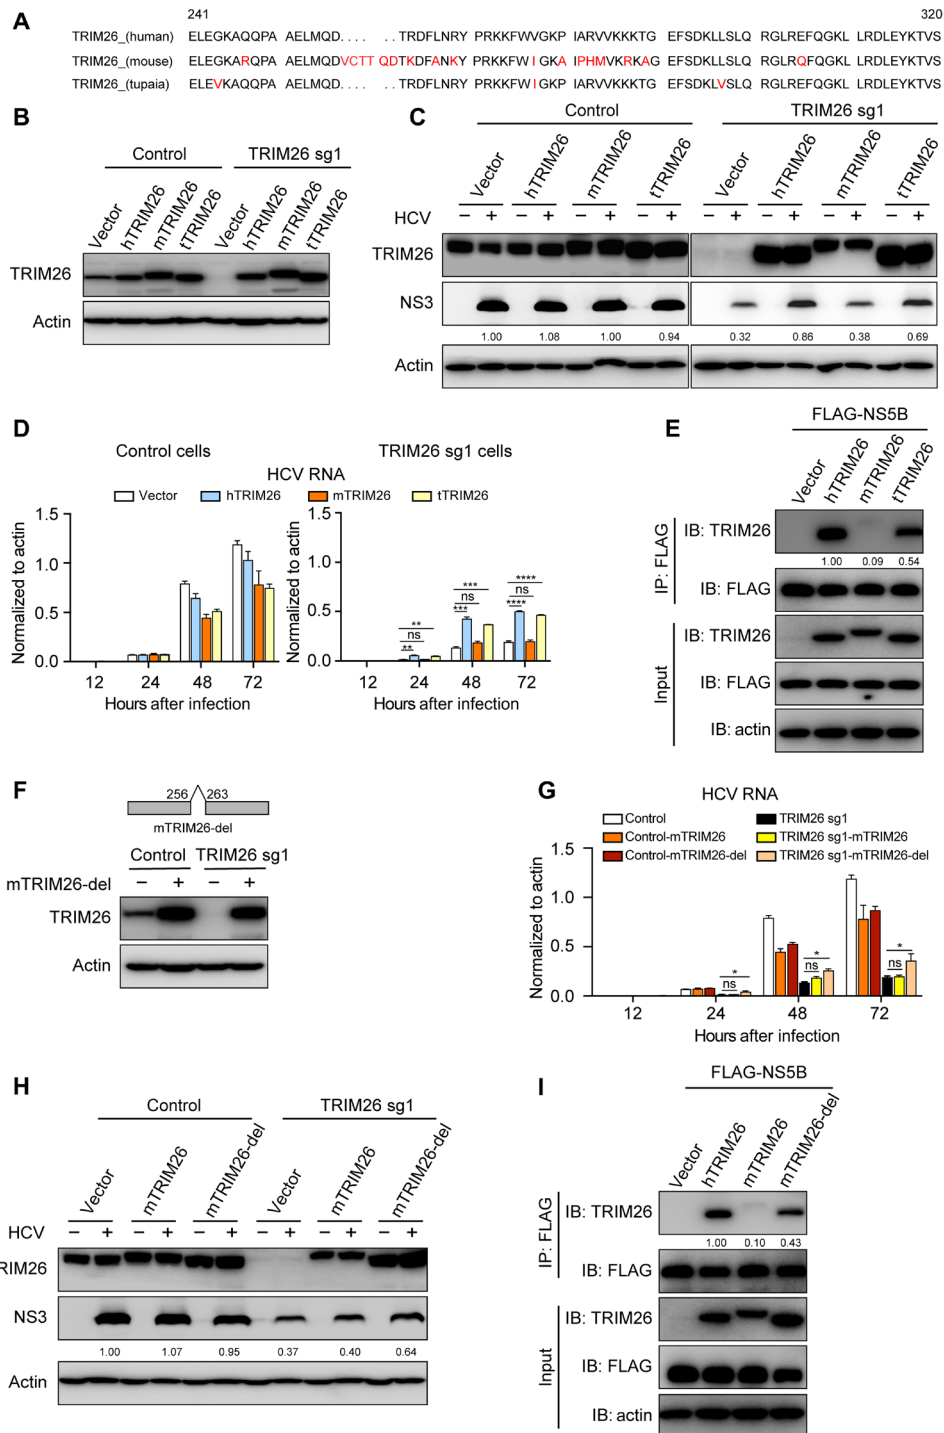 A
241 320
TRIM26_(human) ELEGKAQQPA AELMQD.... ..TRDFLNRY PRKKFWVGKP IARVVKKKTG EFSDKLLSLQ RGLREFQGKL LRDLEYKTVS
TRIM26_(mouse) ELEGKARQPA AELMQDVCTT QDTKDFANKY PRKKFWIGKA IPHMVKRKAG EFSDKLLSLQ RGLRQFQGKL LRDLEYKTVS
TRIM26_(tupaia) ELEVKAQQPA AELMQD.... ..TRDFLNRY PRKKFWIGKP IARVVKKKTG EFSDKLVSLQ RGLREFQGKL LRDLEYKTVS
B
Control TRIM26 sg1
Vector hTRIM26 mTRIM26 tTRIM26 Vector hTRIM26 mTRIM26 tTRIM26
TRIM26
Actin
C
Control TRIM26 sg1
Vector hTRIM26 mTRIM26 tTRIM26 Vector hTRIM26 mTRIM26 tTRIM26
HCV − + − + − + − + − + − + − + − +
TRIM26
NS3
1.00 1.08 1.00 0.94 0.32 0.86 0.38 0.69
Actin
D
Control cells TRIM26 sg1 cells
HCV RNA
Vector hTRIM26 mTRIM26 tTRIM26
Normalized to actin
1.5
1.0
0.5
0.0
12 24 48 72
Hours after infection
Normalized to actin
1.5
1.0
0.5
0.0
**
ns
**
***
ns
***
****
ns
****
12 24 48 72
Hours after infection
E
FLAG-NS5B
Vector hTRIM26 mTRIM26 tTRIM26
IP: FLAG
IB: TRIM26
1.00 0.09 0.54
IB: FLAG
Input
IB: TRIM26
IB: FLAG
IB: actin
F
256 263
mTRIM26-del
Control TRIM26 sg1
mTRIM26-del − + − +
TRIM26
Actin
G
HCV RNA
Control TRIM26 sg1
Control-mTRIM26 TRIM26 sg1-mTRIM26
Control-mTRIM26-del TRIM26 sg1-mTRIM26-del
Normalized to actin
1.5
1.0
0.5
0.0
*
ns
*
ns
*
ns
12 24 48 72
Hours after infection
H
Control TRIM26 sg1
Vector mTRIM26 mTRIM26-del Vector mTRIM26 mTRIM26-del
HCV − + − + − + − + − + − +
RIM26
NS3
1.00 1.07 0.95 0.37 0.40 0.64
Actin
I
FLAG-NS5B
Vector hTRIM26 mTRIM26 mTRIM26-del
IP: FLAG
IB: TRIM26
1.00 0.10 0.43
IB: FLAG
Input
IB: TRIM26
IB: FLAG
IB: actin